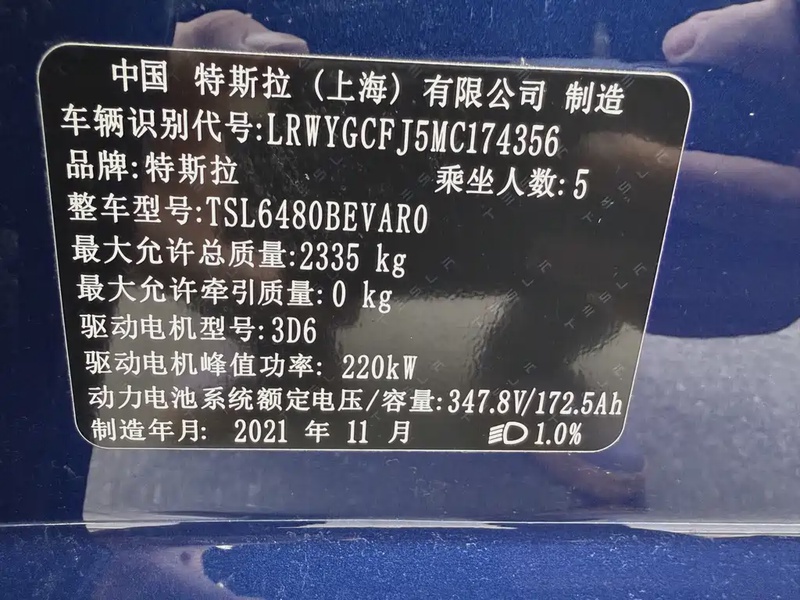 中国 特斯拉 (上海) 有限公司 制造
车辆识别代号:LRWYGCFJ5MC174356
品牌:特斯拉 乘坐人数:5
整车型号:TSL6480BEVAR0
最大允许总质量:2335 kg
最大允许牵引质量:0 kg
驱动电机型号:3D6
驱动电机峰值功率: 220kW
动力电池系统额定电压/容量:347.8V/172.5Ah
制造年月: 2021 年 11 月 1.0%